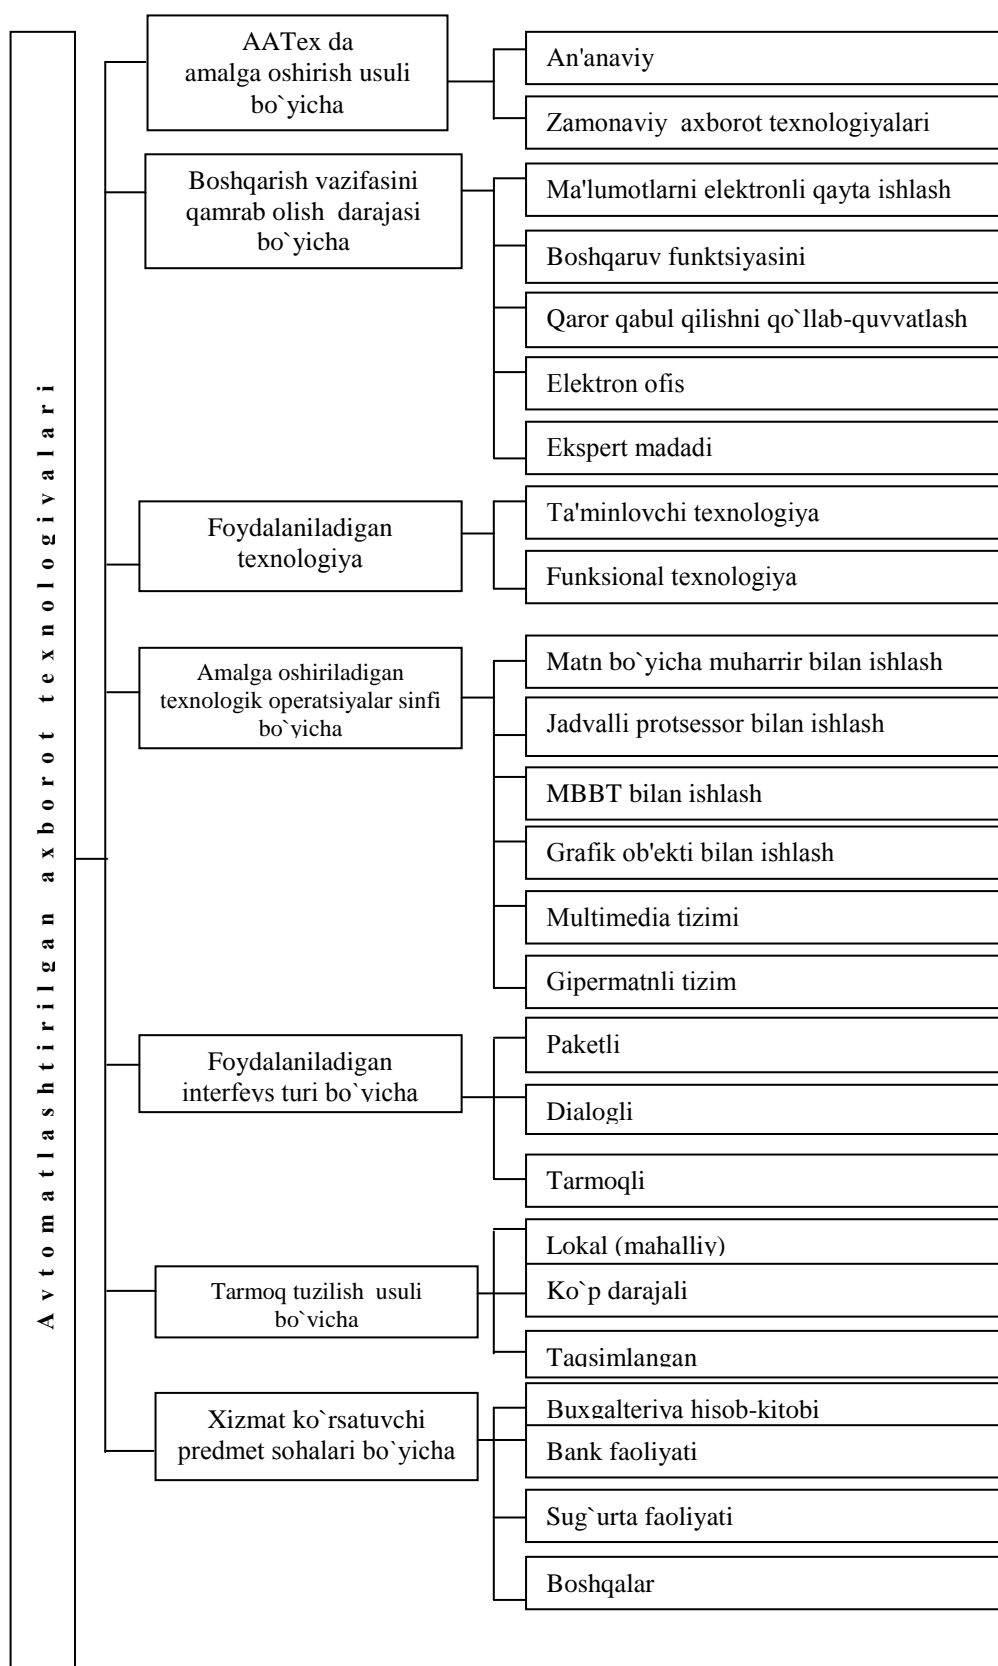 Avtomatlashtirilgan axborot texnologiyalari
AATex da
amalga oshirish usuli
bo`yicha
An'anaviy
Zamonaviy axborot texnologiyalari
Boshqarish vazifasini
qamrab olish darajasi
bo`yicha
Ma'lumotlarni elektronli qayta ishlash
Boshqaruv funktsiyasini
Qaror qabul qilishni qo`llab-quvvatlash
Elektron ofis
Ekspert madadi
Foydalaniladigan
texnologiya
Ta'minlovchi texnologiya
Funksional texnologiya
Amalga oshiriladigan
texnologik operatsiyalar sinfi
bo`yicha
Matn bo`yicha muharrir bilan ishlash
Jadvalli protsessor bilan ishlash
MBBT bilan ishlash
Grafik ob'ekti bilan ishlash
Multimedia tizimi
Gipermatnli tizim
Foydalaniladigan
interfeys turi bo`yicha
Paketli
Dialogli
Tarmoqli
Tarmoq tuzilish usuli
bo`yicha
Lokal (mahalliy)
Ko`p darajali
Taqsimlangan
Xizmat ko`rsatuvchi
predmet sohalari bo`yicha
Buxgalteriya hisob-kitobi
Bank faoliyati
Sug`urta faoliyati
Boshqalar